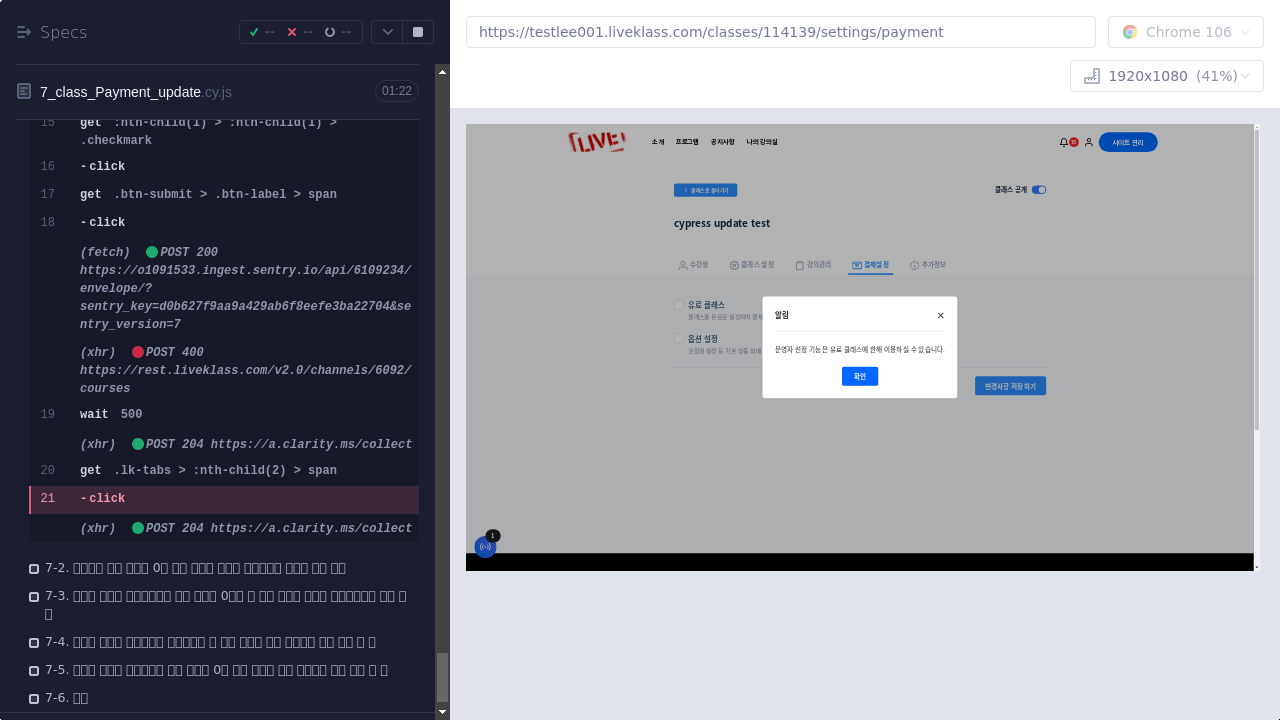 Specs
-- -- --
https://testlee001.liveklass.com/classes/114139/settings/payment
Chrome 106
1920x1080 (41%)
7_class_Payment_update.cy.js
01:22
15 get :nth-child(1) > :nth-child(1) >
.checkmark
16 -click
17 get .btn-submit > .btn-label > span
18 -click
(fetch) POST 200
https://o1091533.ingest.sentry.io/api/6109234/
envelope/?
sentry_key=d0b627f9aa9a429ab6f8eefe3ba22704&se
ntry_version=7
(xhr) POST 400
https://rest.liveklass.com/v2.0/channels/6092/
courses
19 wait 500
(xhr) POST 204 https://a.clarity.ms/collect
20 get .lk-tabs > :nth-child(2) > span
21 -click
(xhr) POST 204 https://a.clarity.ms/collect
7-2.
7-3.
7-4.
7-5.
7-6.
LIVE!
소개 프로그램 공지사항 나의 강의실
사이트 관리
클래스로 돌아가기
클래스 공개
cypress update test
수강생 클래스 설정 강의관리 결제설정 추가정보
유료 클래스
옵션 설정
변경사항 저장하기
알림
운영자 선정 기능은 유료 클래스에 한해 이용하실 수 있습니다.
확인
1